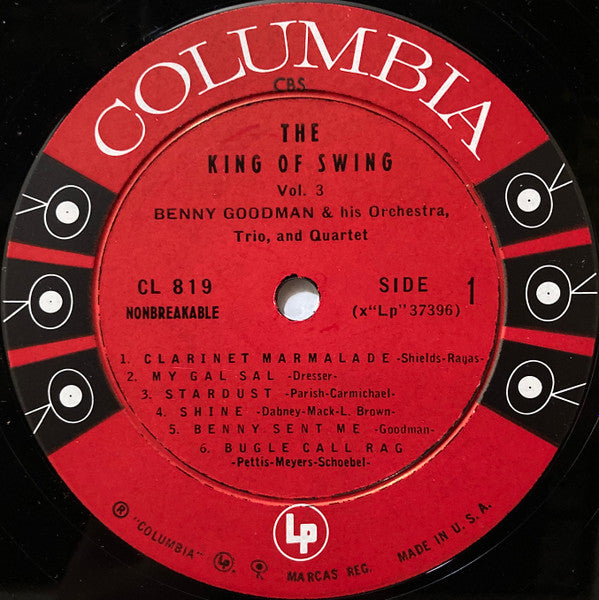 COLUMBIA
CBS
THE
KING OF SWING
Vol. 3
BENNY GOODMAN & his Orchestra,
Trio, and Quartet
CL 819
NONBREAKABLE
SIDE 1
(x"Lp"37396)
1. CLARINET MARMALADE -Shields-Ragas-
2. MY GAL SAL -Dresser-
3. STARDUST -Parish-Carmichael-
4. SHINE -Dabney-Mack-L. Brown-
5. BENNY SENT ME -Goodman-
6. BUGLE CALL RAG
-Pettis-Meyers-Schoebel-
Lp
® "COLUMBIA" Lp MARCAS REG. MADE IN U. S. A.